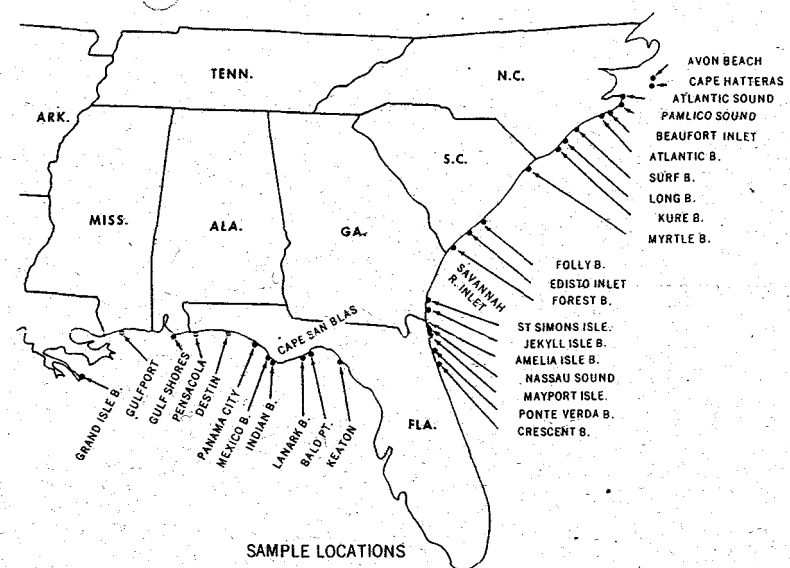 TENN.
N.C.
ARK.
S.C.
MISS.
ALA.
GA.
FLA.
AVON BEACH
CAPE HATTERAS
ATLANTIC SOUND
PAMLICO SOUND
BEAUFORT INLET
ATLANTIC B.
SURF B.
LONG B.
KURE B.
MYRTLE B.
FOLLY B.
EDISTO INLET
FOREST B.
SAVANNAH
R. INLET
ST SIMONS ISLE.
JEKYLL ISLE B.
AMELIA ISLE B.
NASSAU SOUND
MAYPORT ISLE.
PONTE VERDA B.
CRESCENT B.
CAPE SAN BLAS
GRAND ISLE B.
GULFPORT
GULF SHORES
PENSACOLA
DESTIN
PANAMA CITY
MEXICO B.
INDIAN B.
LANARK B.
BALD PT.
KEATON
SAMPLE LOCATIONS